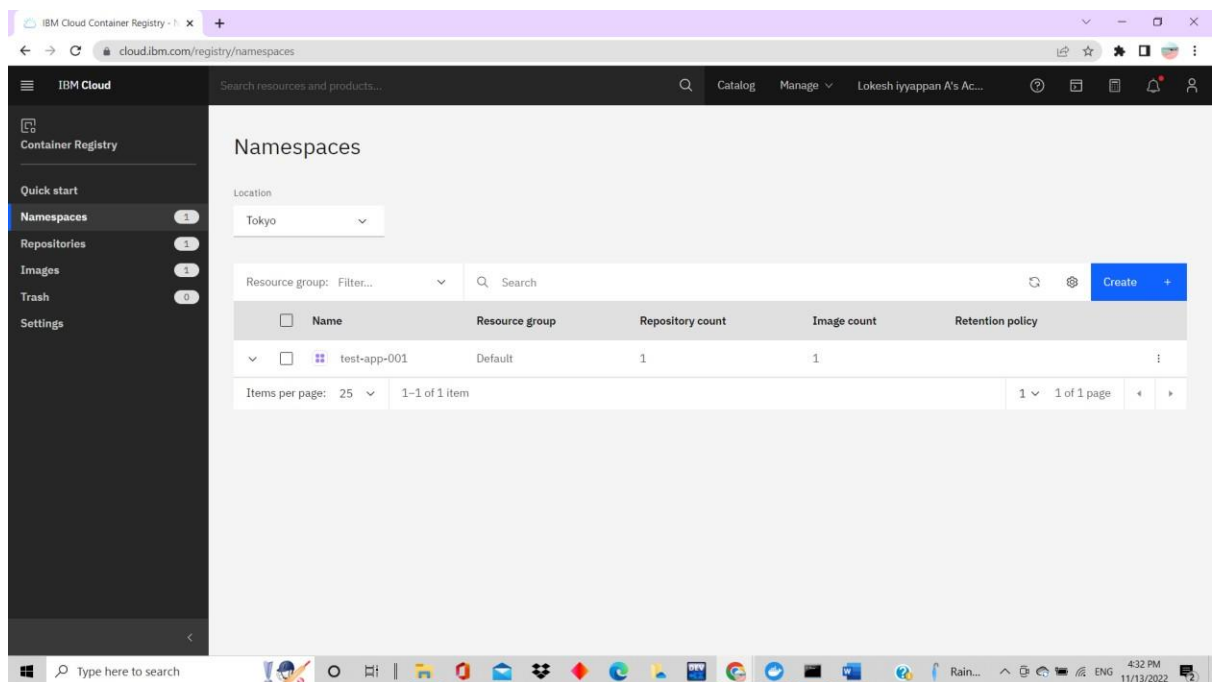 IBM Cloud Container Registry - N
cloud.ibm.com/registry/namespaces
IBM Cloud
Search resources and products...
Catalog
Manage
Lokesh iyyappan A's Ac...
Container Registry
Quick start
Namespaces 1
Repositories 1
Images 1
Trash 0
Settings
Namespaces
Location
Tokyo
Resource group: Filter...
Search
Create +
Name Resource group Repository count Image count Retention policy
test-app-001 Default 1 1
Items per page: 25 1–1 of 1 item 1 1 of 1 page
Type here to search
DEV
Rain...
ENG
4:32 PM
11/13/2022
2